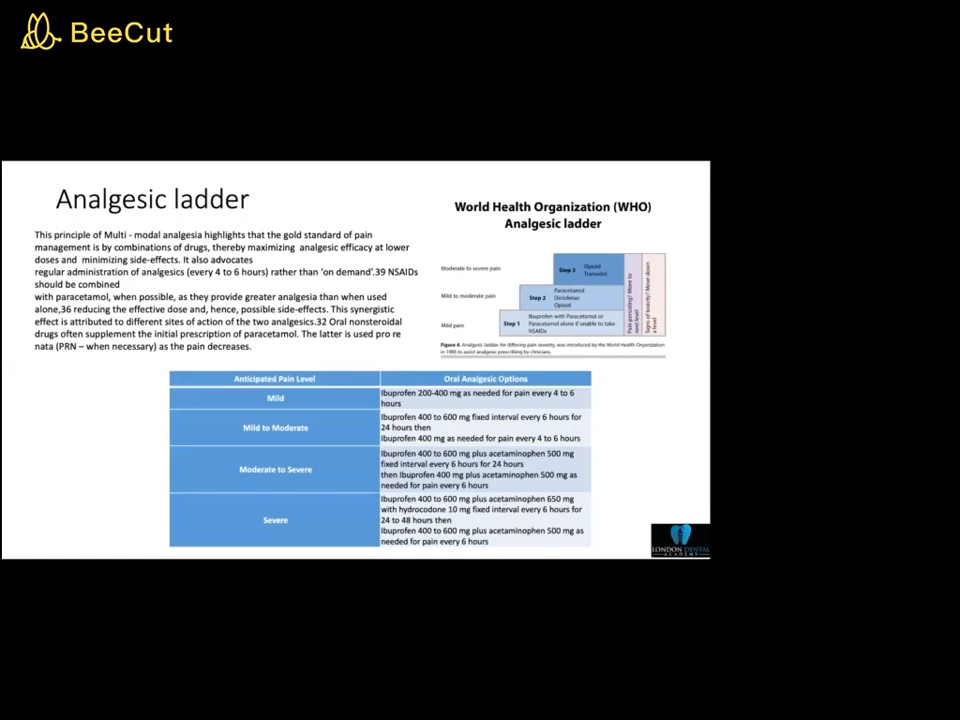 BeeCut
Analgesic ladder
This principle of Multi - modal analgesia highlights that the gold standard of pain
management is by combinations of drugs, thereby maximizing analgesic efficacy at lower
doses and minimizing side-effects. It also advocates
regular administration of analgesics (every 4 to 6 hours) rather than 'on demand'.39 NSAIDs
should be combined
with paracetamol, when possible, as they provide greater analgesia than when used
alone,36 reducing the effective dose and, hence, possible side-effects. This synergistic
effect is attributed to different sites of action of the two analgesics.32 Oral nonsteroidal
drugs often supplement the initial prescription of paracetamol. The latter is used pro re
nata (PRN – when necessary) as the pain decreases.
World Health Organization (WHO)
Analgesic ladder
Moderate to severe pain
Step 3
Opioid
Tramadol
Mild to moderate pain
Step 2
Paracetamol
Diclofenac
Opioid
Mild pain
Step 1
Ibuprofen with Paracetamol or
Paracetamol alone if unable to take
NSAIDs
Pain persisting? Move to
next level
Signs of toxicity? Move down
a level
Figure 4. Analgesic ladder for differing pain severity, was introduced by the World Health Organization
in 1986 to assist analgesic prescribing by clinicians.
Anticipated Pain Level
Oral Analgesic Options
Mild
Ibuprofen 200-400 mg as needed for pain every 4 to 6
hours
Mild to Moderate
Ibuprofen 400 to 600 mg fixed interval every 6 hours for
24 hours then
Ibuprofen 400 mg as needed for pain every 4 to 6 hours
Moderate to Severe
Ibuprofen 400 to 600 mg plus acetaminophen 500 mg
fixed interval every 6 hours for 24 hours
then Ibuprofen 400 mg plus acetaminophen 500 mg as
needed for pain every 6 hours
Severe
Ibuprofen 400 to 600 mg plus acetaminophen 650 mg
with hydrocodone 10 mg fixed interval every 6 hours for
24 to 48 hours then
Ibuprofen 400 to 600 mg plus acetaminophen 500 mg as
needed for pain every 6 hours
LONDON DENTAL
ACADEMY